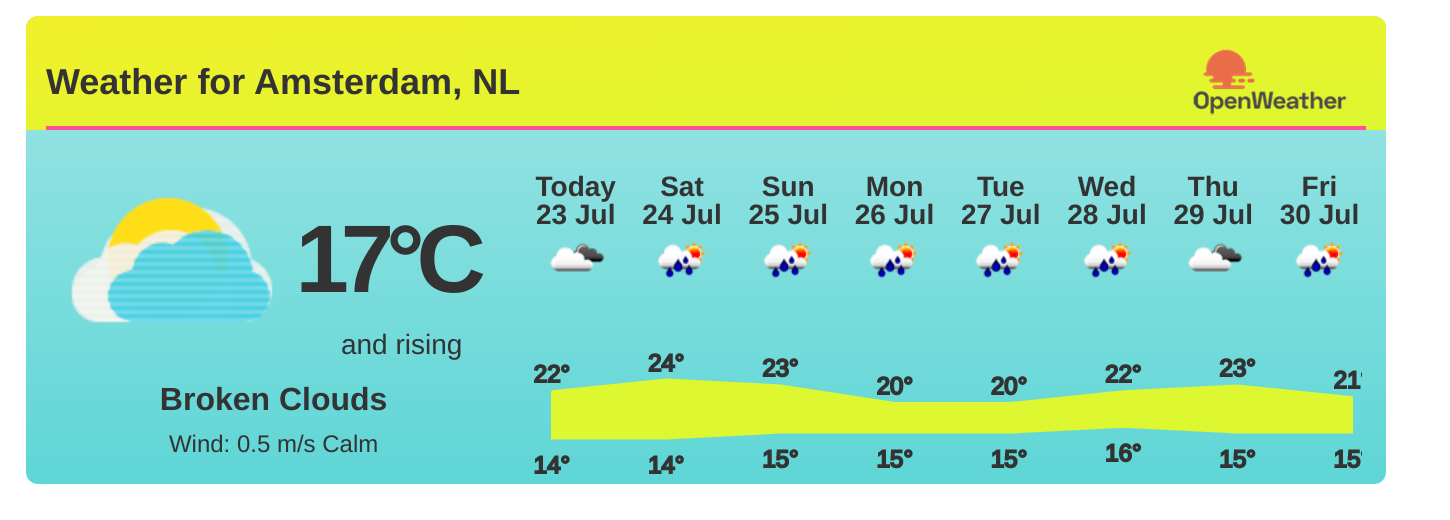 Weather for Amsterdam, NL
OpenWeather
17°C
and rising
Broken Clouds
Wind: 0.5 m/s Calm
Today Sat Sun Mon Tue Wed Thu Fri
23 Jul 24 Jul 25 Jul 26 Jul 27 Jul 28 Jul 29 Jul 30 Jul
22° 24° 23° 20° 20° 22° 23° 21°
14° 14° 15° 15° 15° 16° 15° 15°